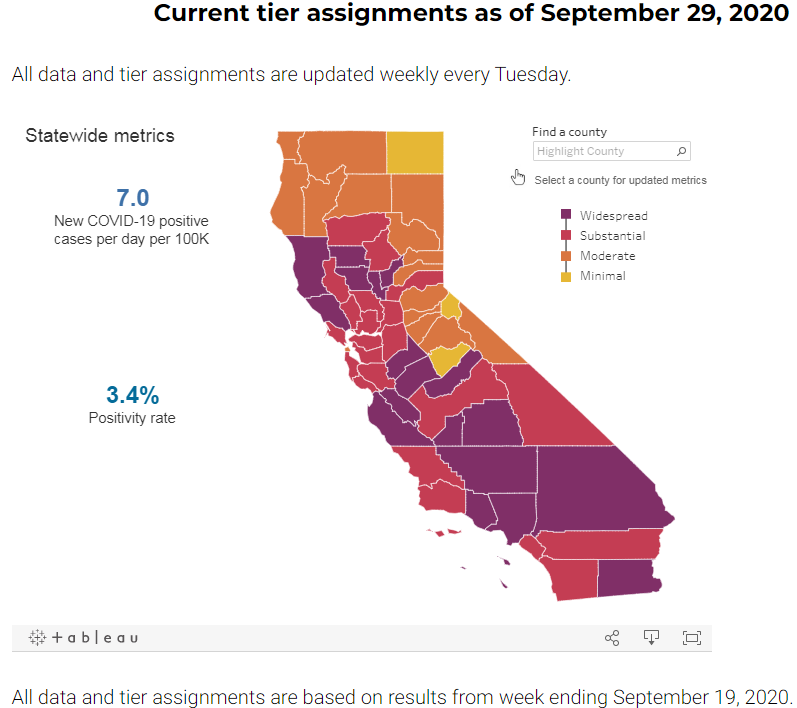 Current tier assignments as of September 29, 2020
All data and tier assignments are updated weekly every Tuesday.
Statewide metrics
7.0
New COVID-19 positive
cases per day per 100K
3.4%
Positivity rate
Find a county
Highlight County
Select a county for updated metrics
Widespread
Substantial
Moderate
Minimal
+ableau
All data and tier assignments are based on results from week ending September 19, 2020.